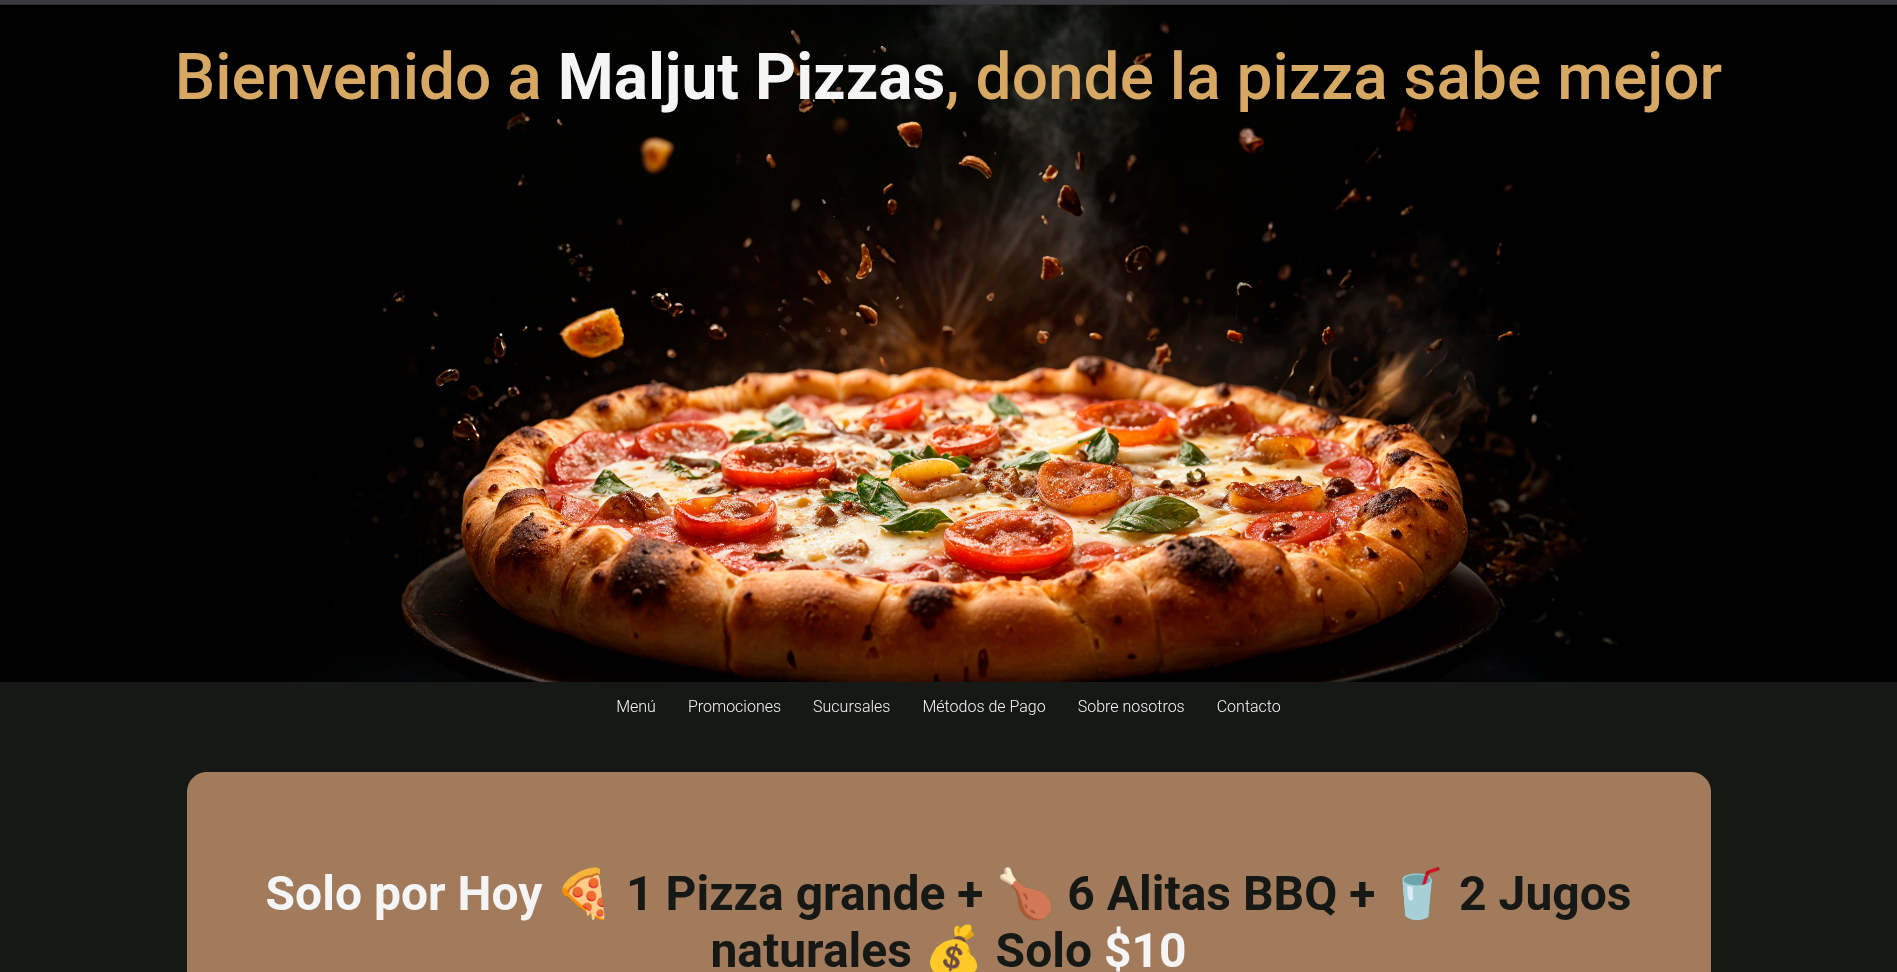 Bienvenido a Maljut Pizzas, donde la pizza sabe mejor
Menú Promociones Sucursales Métodos de Pago Sobre nosotros Contacto
Solo por Hoy 🍕 1 Pizza grande + 🍗 6 Alitas BBQ + 🥤 2 Jugos
naturales 💰 Solo $10